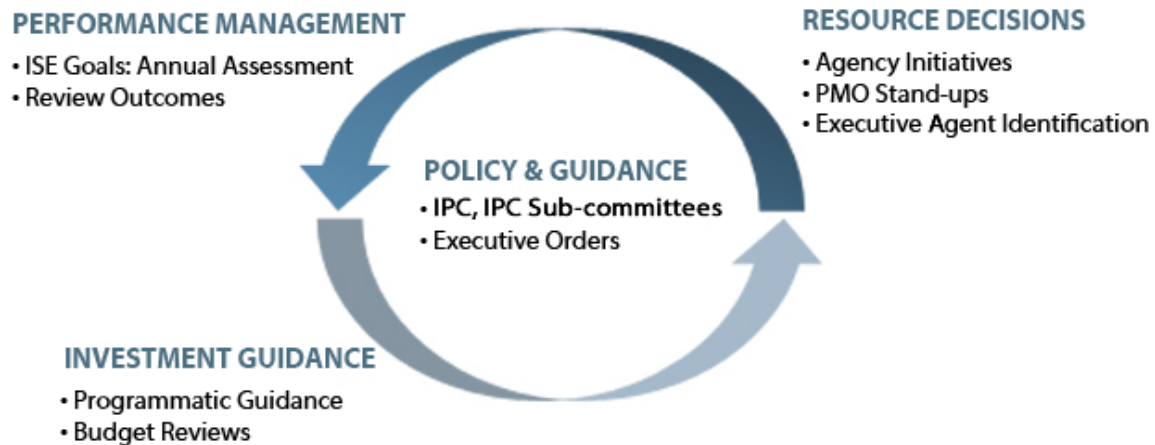 PERFORMANCE MANAGEMENT
• ISE Goals: Annual Assessment
• Review Outcomes
RESOURCE DECISIONS
• Agency Initiatives
• PMO Stand-ups
• Executive Agent Identification
POLICY & GUIDANCE
• IPC, IPC Sub-committees
• Executive Orders
INVESTMENT GUIDANCE
• Programmatic Guidance
• Budget Reviews